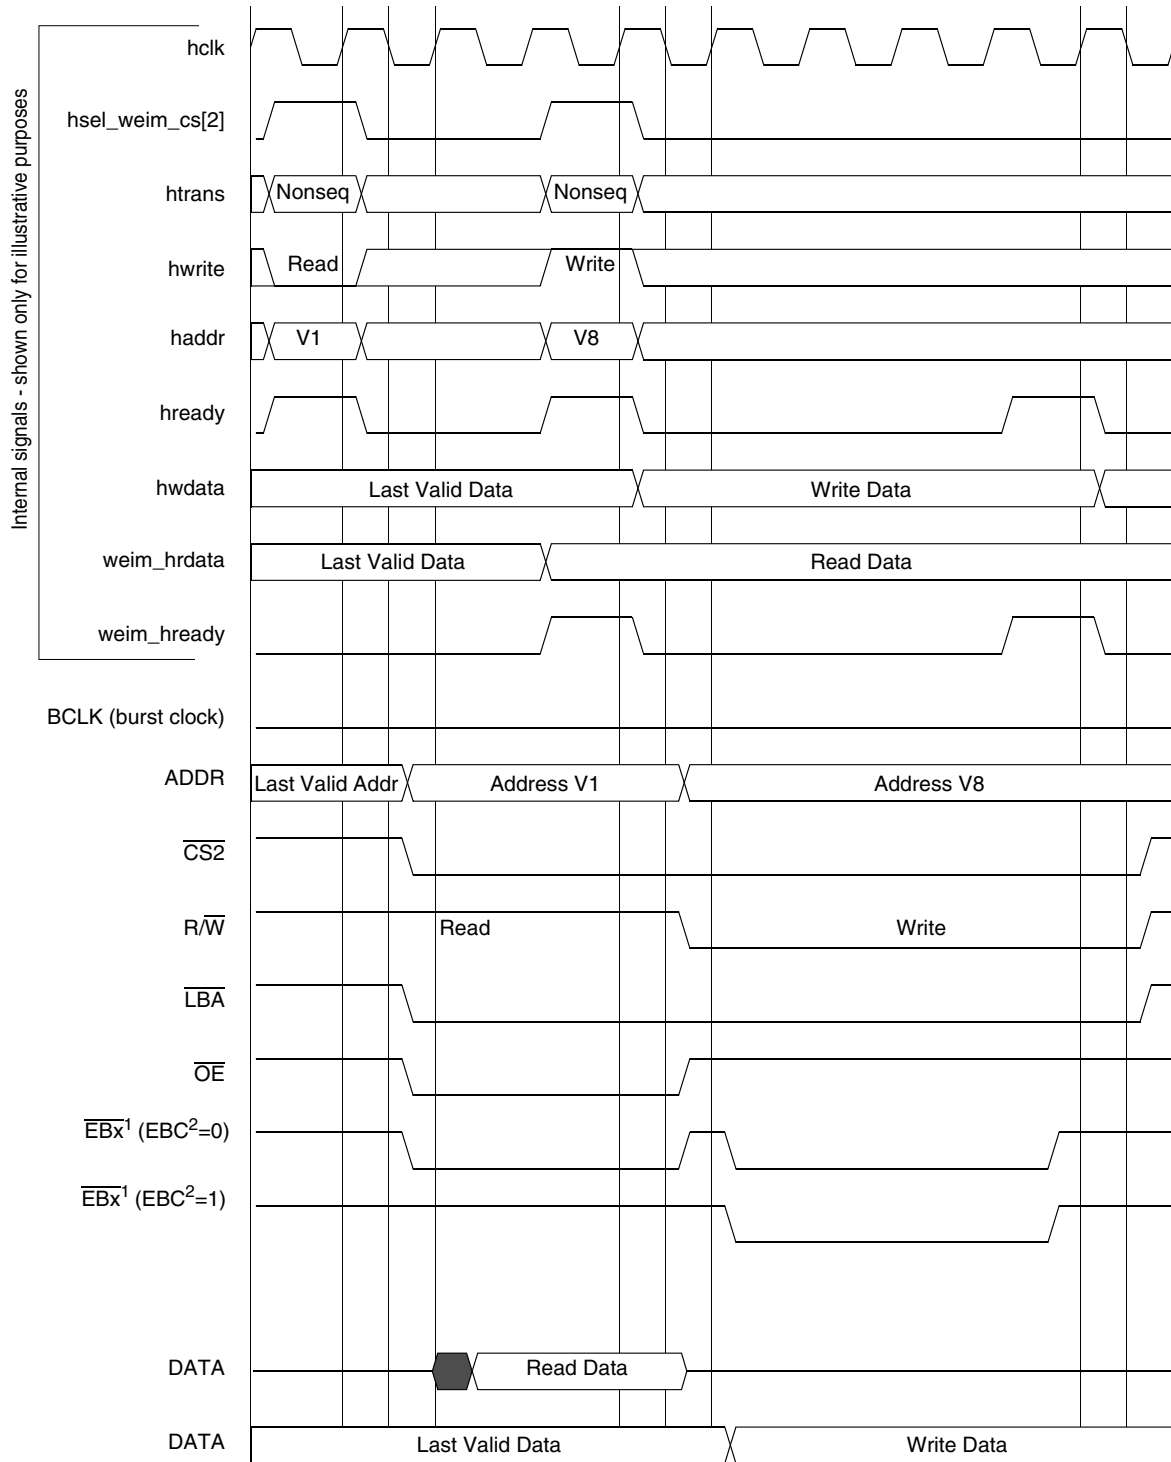 Internal signals - shown only for illustrative purposes
hclk
hsel_weim_cs[2]
htrans Nonseq Nonseq
hwrite Read Write
haddr V1 V8
hready
hwdata Last Valid Data Write Data
weim_hrdata Last Valid Data Read Data
weim_hready
BCLK (burst clock)
ADDR Last Valid Addr Address V1 Address V8
CS2
R/W Read Write
LBA
OE
EBx¹ (EBC²=0)
EBx¹ (EBC²=1)
DATA Read Data
DATA Last Valid Data Write Data